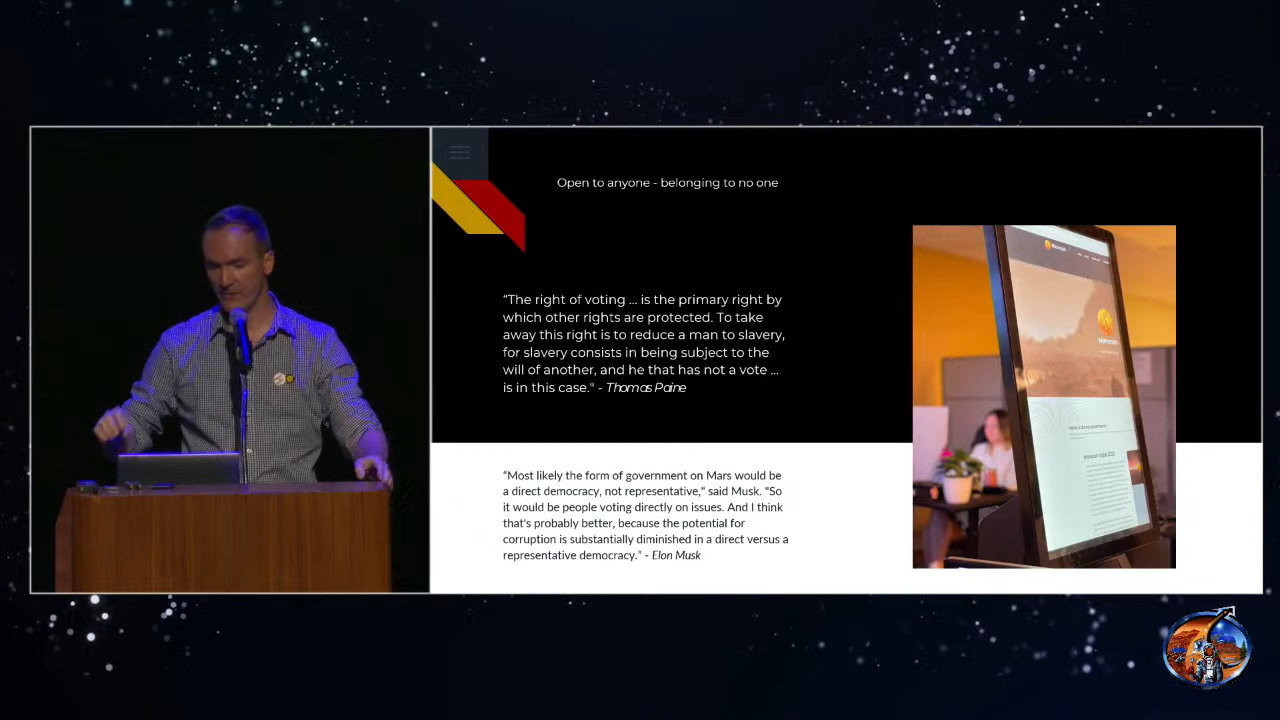 Open to anyone - belonging to no one
“The right of voting ... is the primary right by
which other rights are protected. To take
away this right is to reduce a man to slavery,
for slavery consists in being subject to the
will of another, and he that has not a vote ...
is in this case." - Thomas Paine
“Most likely the form of government on Mars would be
a direct democracy, not representative," said Musk. "So
it would be people voting directly on issues. And I think
that's probably better, because the potential for
corruption is substantially diminished in a direct versus a
representative democracy.” - Elon Musk